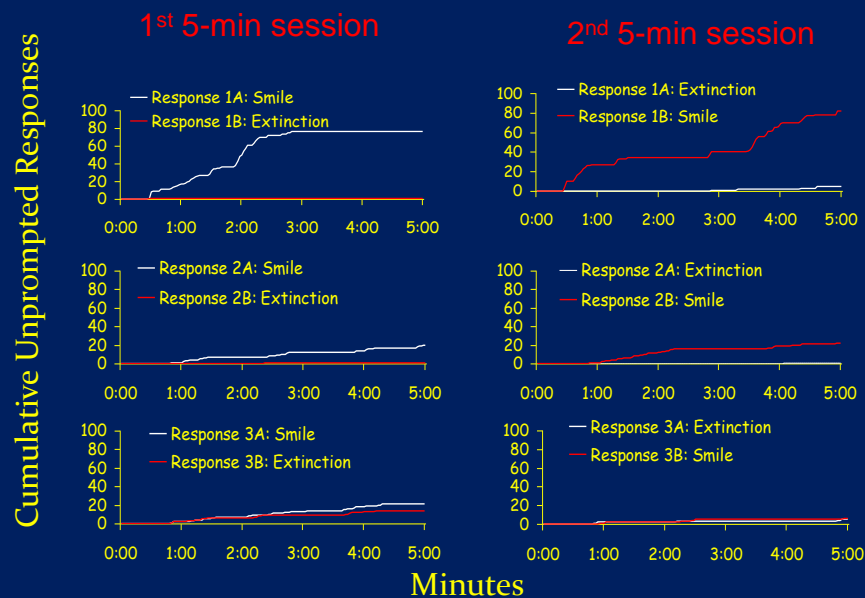 1st 5-min session
2nd 5-min session
Cumulative Unprompted Responses
Response 1A: Smile
Response 1B: Extinction
100
80
60
40
20
0
0:00 1:00 2:00 3:00 4:00 5:00
Response 1A: Extinction
Response 1B: Smile
100
80
60
40
20
0
0:00 1:00 2:00 3:00 4:00 5:00
Response 2A: Smile
Response 2B: Extinction
100
80
60
40
20
0
0:00 1:00 2:00 3:00 4:00 5:00
Response 2A: Extinction
Response 2B: Smile
100
80
60
40
20
0
0:00 1:00 2:00 3:00 4:00 5:00
Response 3A: Smile
Response 3B: Extinction
100
80
60
40
20
0
0:00 1:00 2:00 3:00 4:00 5:00
Response 3A: Extinction
Response 3B: Smile
100
80
60
40
20
0
0:00 1:00 2:00 3:00 4:00 5:00
Minutes